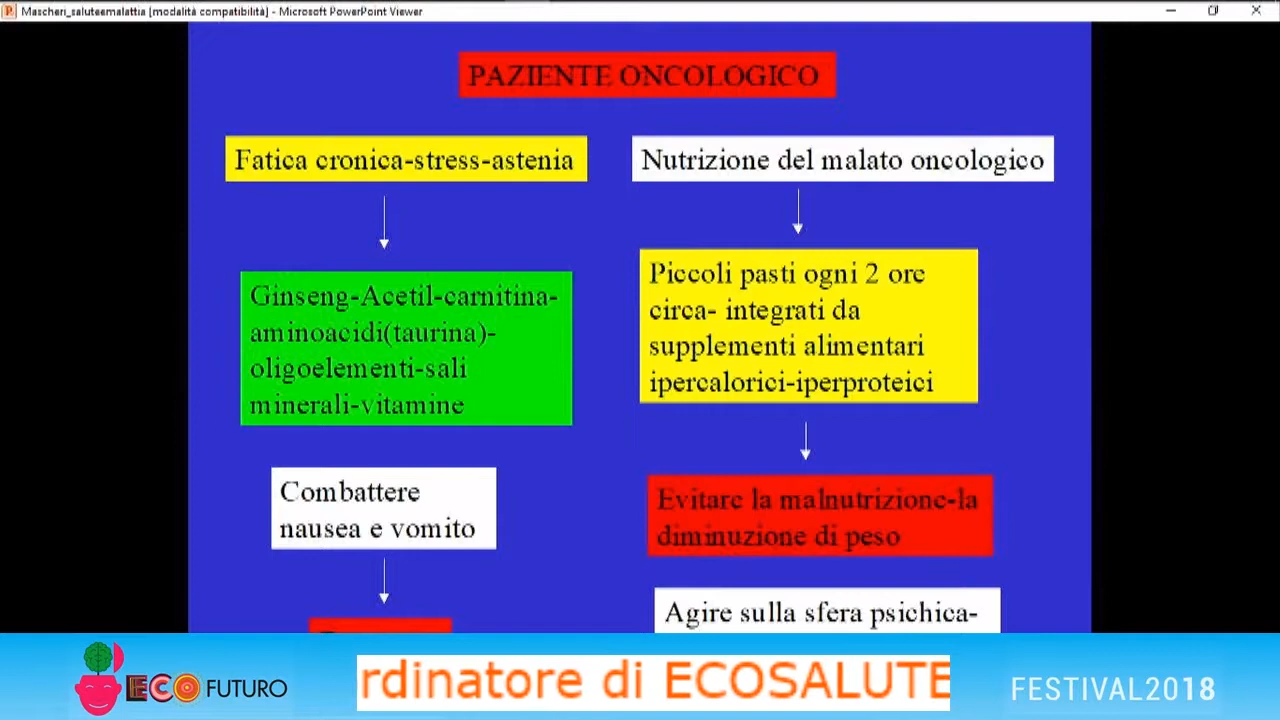 Mascheri_saluteemalattia [modalità compatibilità] - Microsoft PowerPoint Viewer
PAZIENTE ONCOLOGICO
Fatica cronica-stress-astenia
Ginseng-Acetil-carnitina-
aminoacidi(taurina)-
oligoelementi-sali
minerali-vitamine
Combattere
nausea e vomito
Nutrizione del malato oncologico
Piccoli pasti ogni 2 ore
circa- integrati da
supplementi alimentari
ipercalorici-iperproteici
Evitare la malnutrizione-la
diminuzione di peso
Agire sulla sfera psichica-
ECO FUTURO
rdinatore di ECOSALUTE
FESTIVAL2018